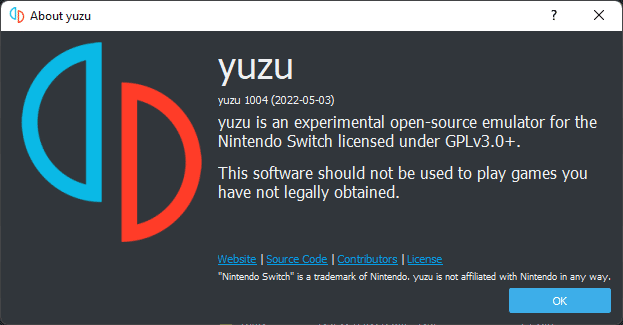 About yuzu
?
yuzu
yuzu 1004 (2022-05-03)
yuzu is an experimental open-source emulator for the
Nintendo Switch licensed under GPLv3.0+.
This software should not be used to play games you
have not legally obtained.
Website | Source Code | Contributors | License
"Nintendo Switch" is a trademark of Nintendo. yuzu is not affiliated with Nintendo in any way.
OK